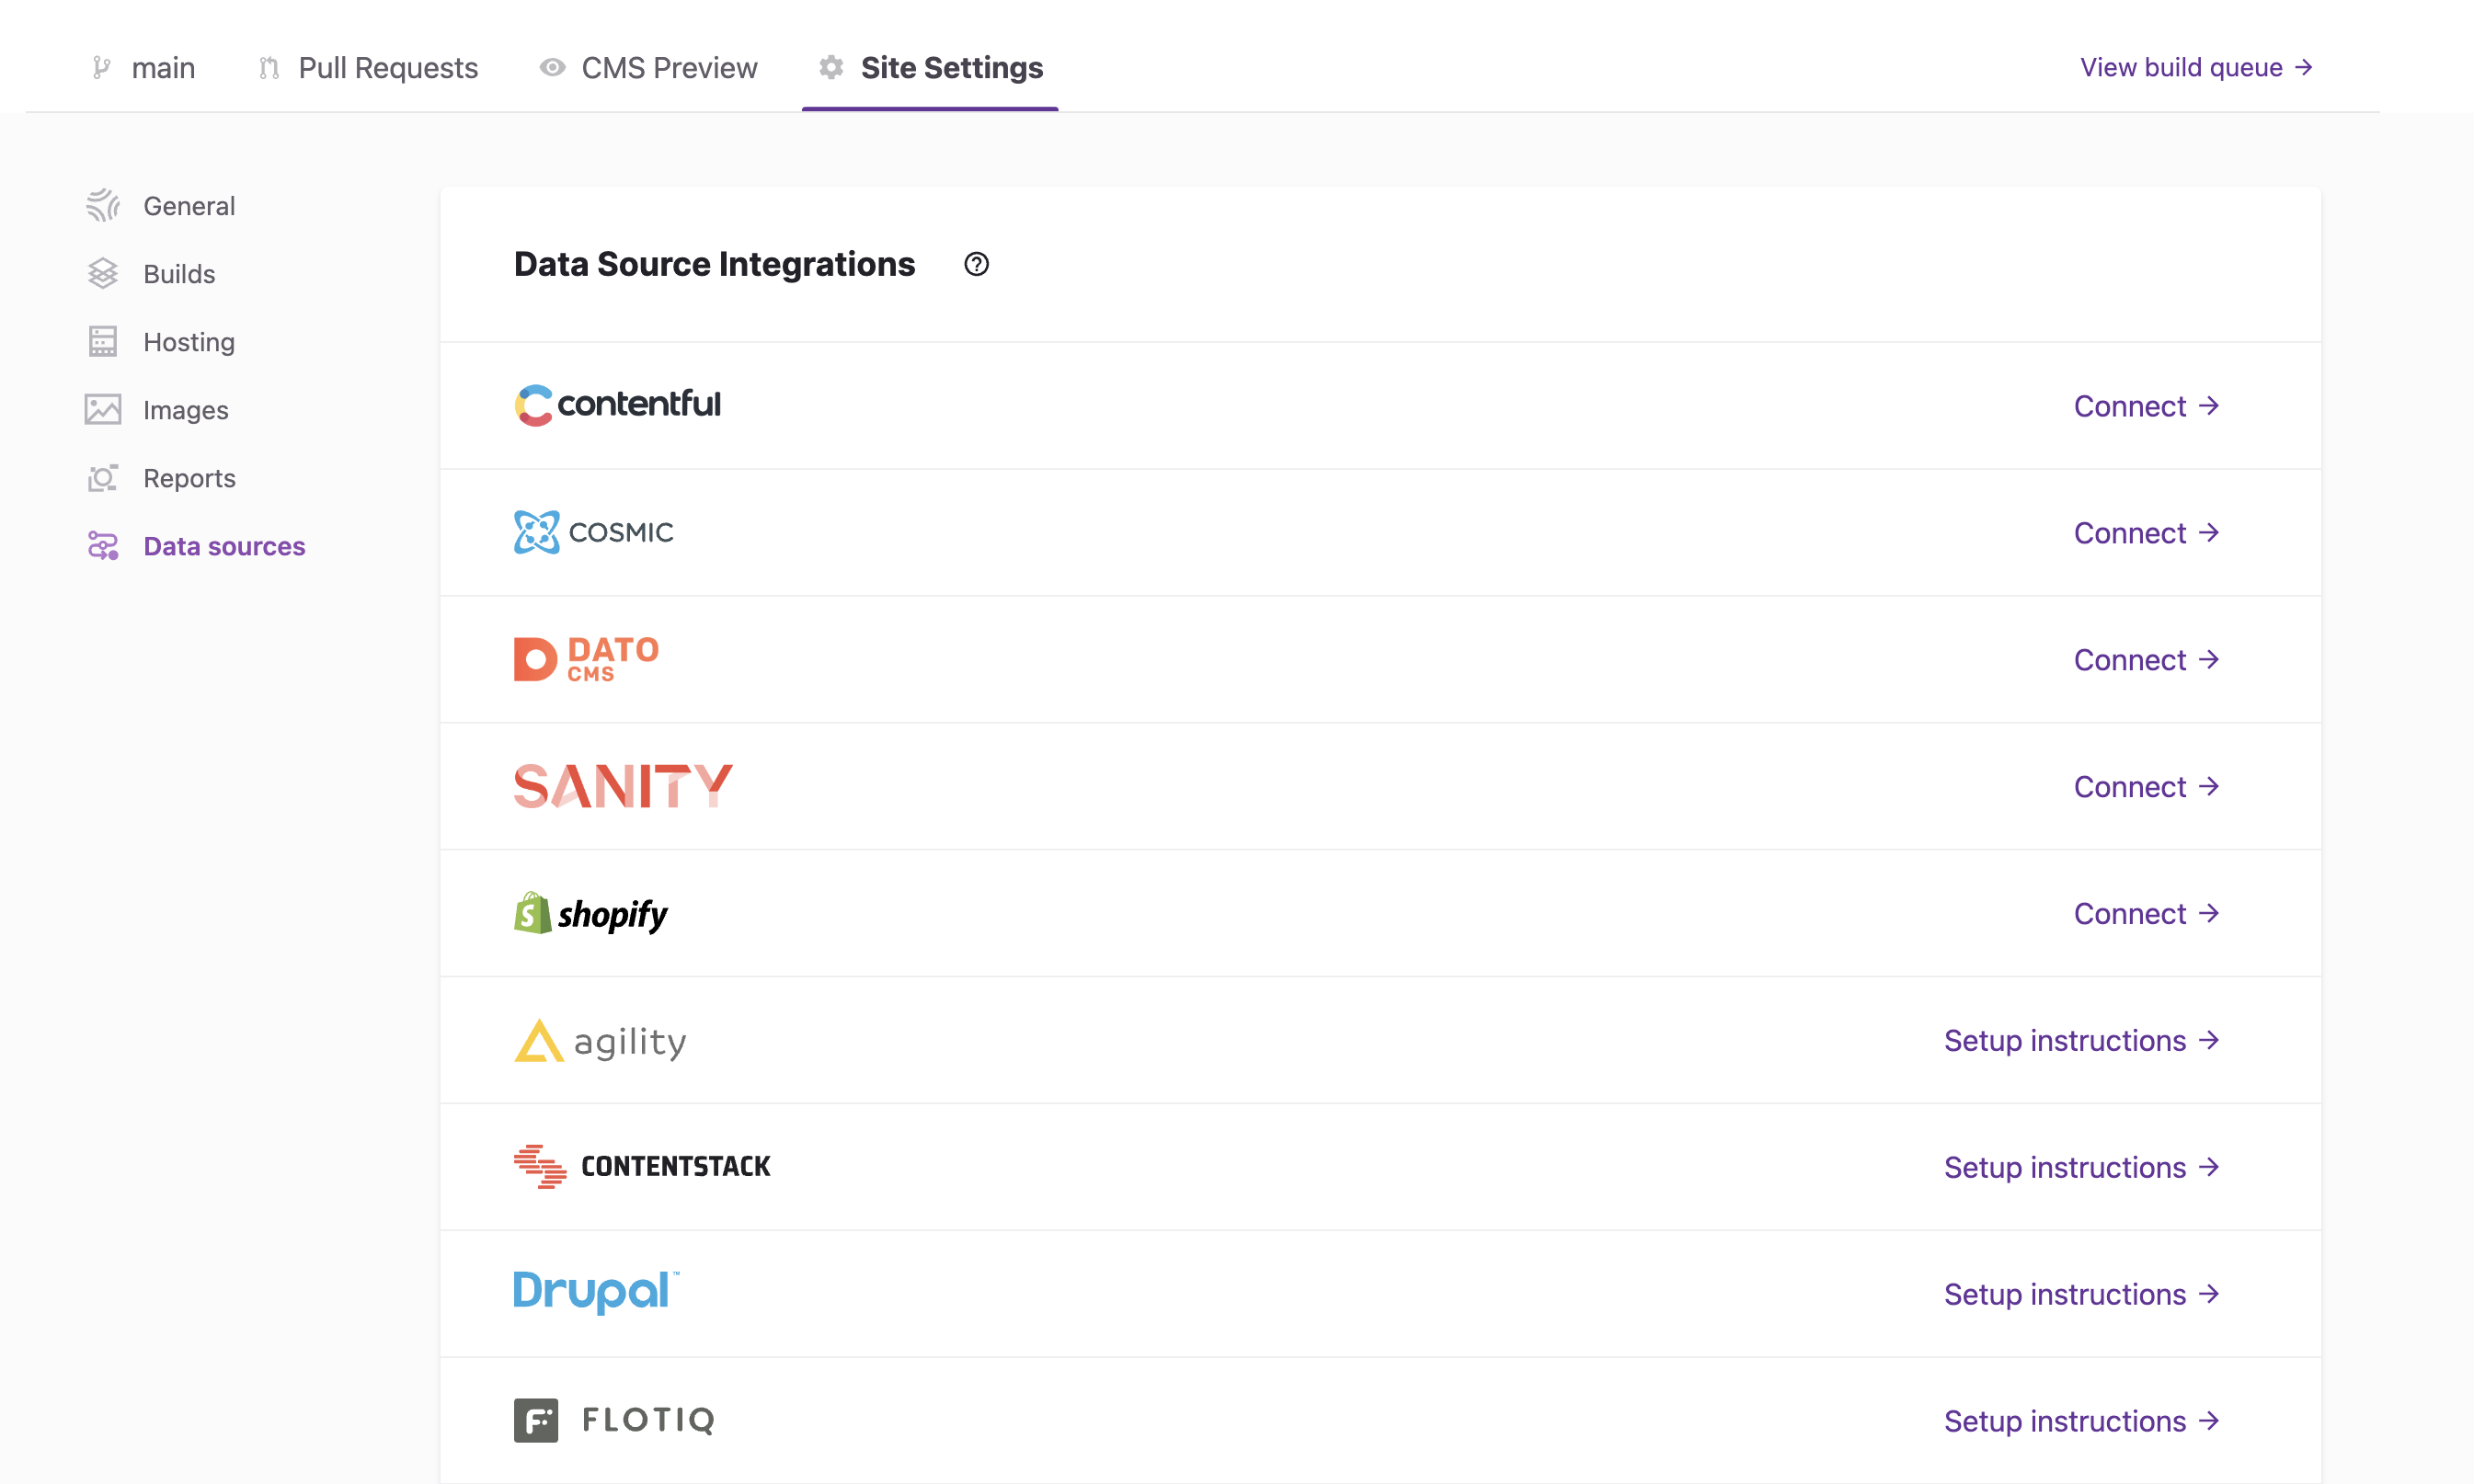 main
Pull Requests
CMS Preview
Site Settings
View build queue →
General
Builds
Hosting
Images
Reports
Data sources
Data Source Integrations
contentful
Connect →
COSMIC
Connect →
DATO
CMS
Connect →
SANITY
Connect →
shopify
Connect →
agility
Setup instructions →
CONTENTSTACK
Setup instructions →
Drupal™
Setup instructions →
FLOTIQ
Setup instructions →